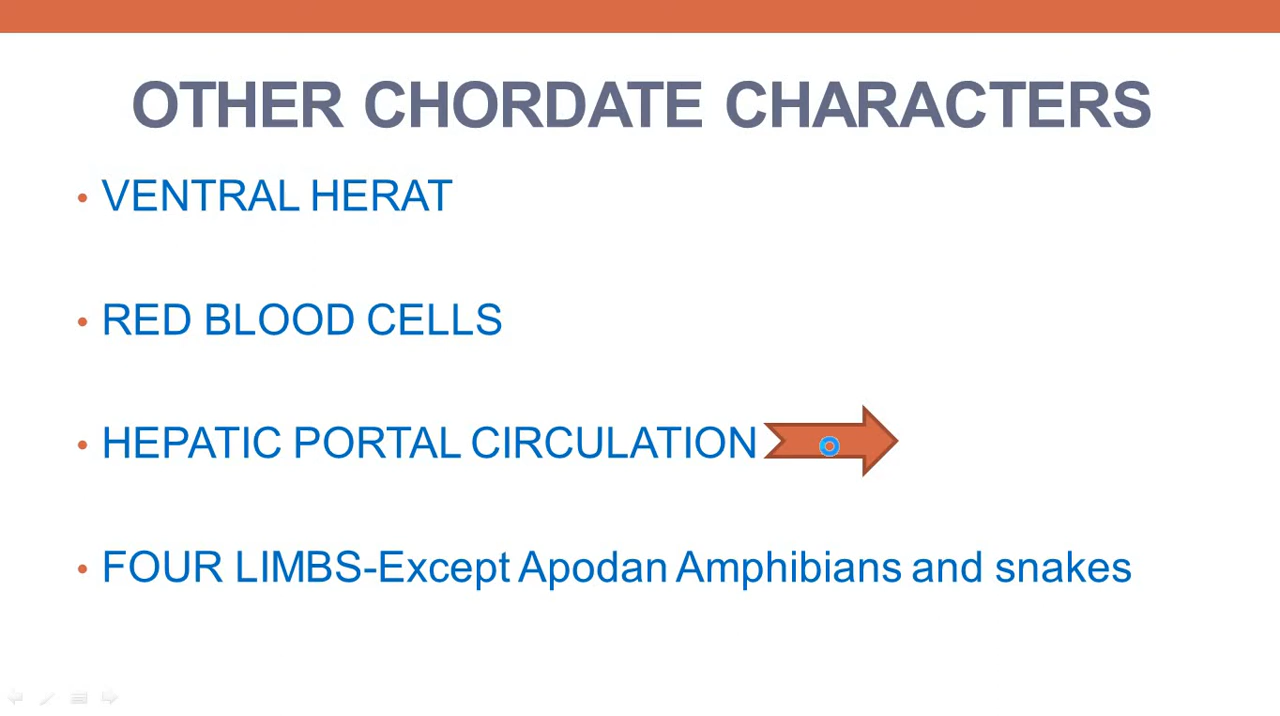 OTHER CHORDATE CHARACTERS
• VENTRAL HERAT
• RED BLOOD CELLS
• HEPATIC PORTAL CIRCULATION
• FOUR LIMBS-Except Apodan Amphibians and snakes